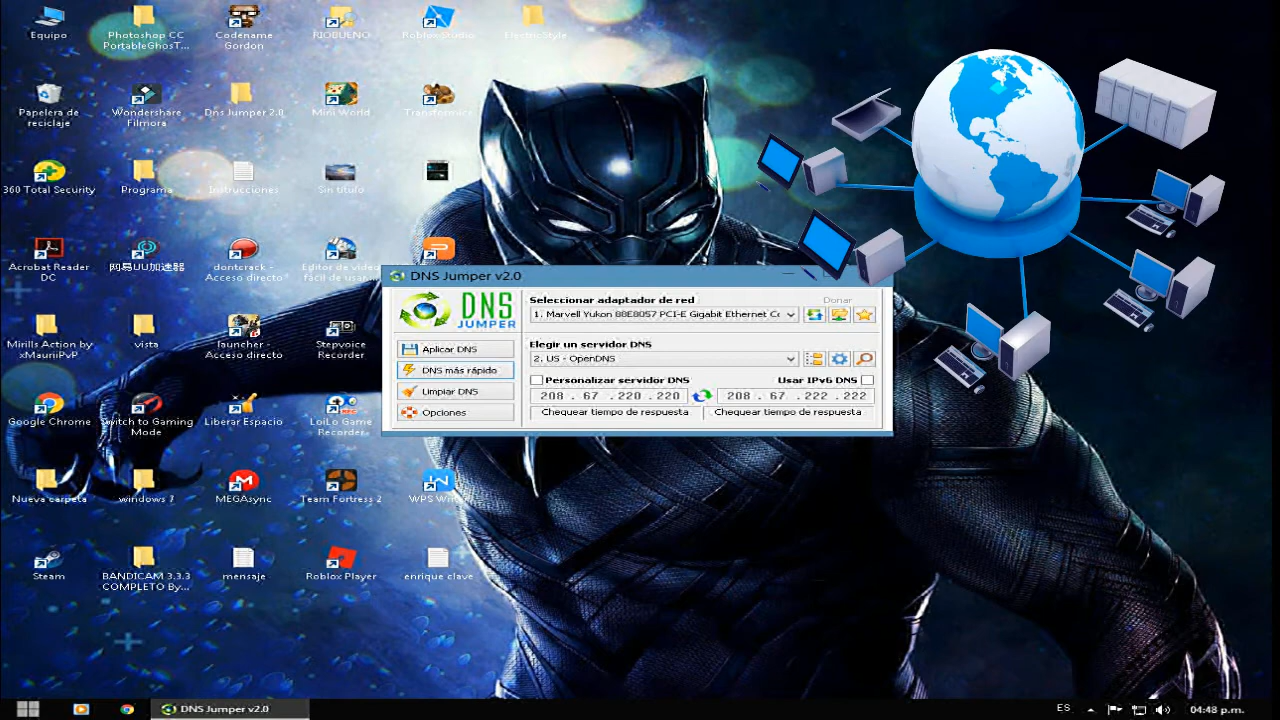 Equipo
Photoshop CC
PortableGhosT...
Codename
Gordon
RIOBUENO
Roblox Studio
ElectricStyle
Papelera de
reciclaje
Wondershare
Filmora
Dns Jumper 2.0
Mini World
Transformice
360 Total Security
Programa
Instrucciones
Sin título
Acrobat Reader
DC
网易UU加速器
dontcrack -
Acceso directo
Editor de vídeo
fácil de usar...
Mirills Action by
xMauriiPvP
vista
launcher -
Acceso directo
Stepvoice
Recorder
Google Chrome
Switch to Gaming
Mode
Liberar Espacio
LoiLo Game
Recorder
Nueva carpeta
windows 7
MEGAsync
Team Fortress 2
WPS Writer
Steam
BANDICAM 3.3.3
COMPLETO By...
mensaje
Roblox Player
enrique clave
DNS Jumper v2.0
DNS
JUMPER
Aplicar DNS
DNS más rápido
Limpiar DNS
Opciones
Seleccionar adaptador de red
Donar
1. Marvell Yukon 88E8057 PCI-E Gigabit Ethernet Cc
Elegir un servidor DNS
2. US - OpenDNS
Personalizar servidor DNS
Usar IPv6 DNS
208 . 67 . 220 . 220
208 . 67 . 222 . 222
Chequear tiempo de respuesta
Chequear tiempo de respuesta
DNS Jumper v2.0
ES
04:48 p.m.